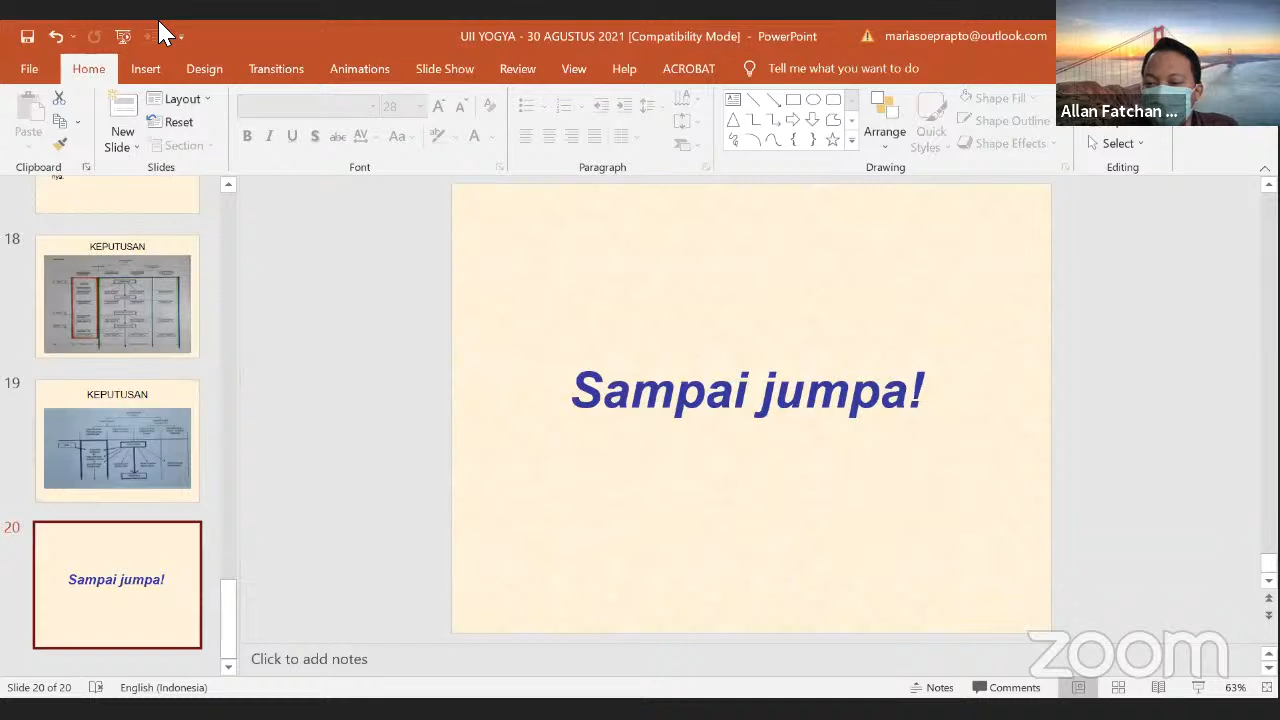 UII YOGYA - 30 AGUSTUS 2021 [Compatibility Mode] - PowerPoint
mariasoeprapto@outlook.com
File
Home
Insert
Design
Transitions
Animations
Slide Show
Review
View
Help
ACROBAT
Tell me what you want to do
Allan Fatchan ...
Paste
New
Slide
Layout
Reset
Section
28
B
I
U
S
abc
AV
Aa
A
Arrange
Quick
Styles
Shape Fill
Shape Outline
Shape Effects
Select
Clipboard
Slides
Font
Paragraph
Drawing
Editing
nya.
18
KEPUTUSAN
19
KEPUTUSAN
20
Sampai jumpa!
Sampai jumpa!
Click to add notes
zoom
Slide 20 of 20
English (Indonesia)
Notes
Comments
63%